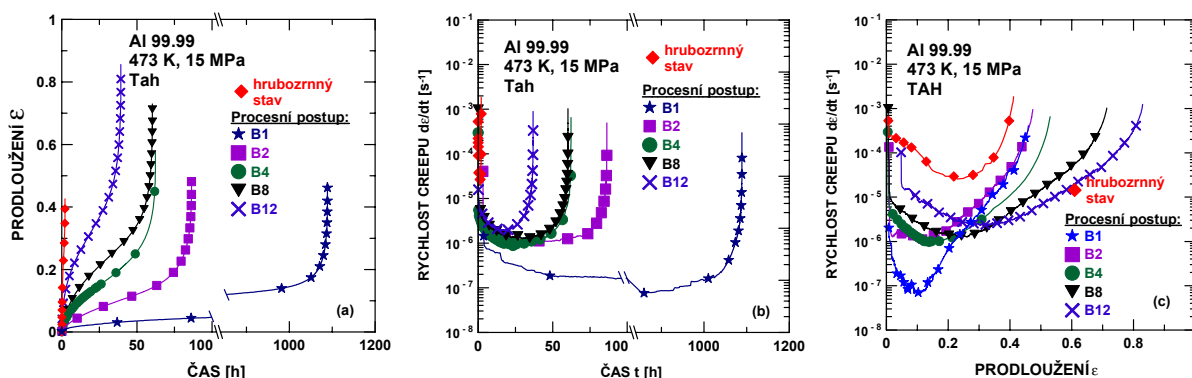 Al 99.99
473 K, 15 MPa
Tah
hrubozrnný
stav
Procesní postup:
B1
B2
B4
B8
B12
(a)
PRODLOUŽENÍ ε
1
0.8
0.6
0.4
0.2
0
0 50 100 1000 1200
ČAS [h]
Al 99.99
473 K, 15 MPa
Tah
hrubozrnný
stav
Procesní postup:
B1
B2
B4
B8
B12
(b)
RYCHLOST CREEPU dε/dt [s-1]
10-1
10-2
10-3
10-4
10-5
10-6
10-7
10-8
0 50 100 1000 1200
ČAS t [h]
Al 99.99
473 K, 15 MPa
TAH
hrubozrnný
stav
Procesní postup:
B1
B2
B4
B8
B12
(c)
RYCHLOST CREEPU dε/dt [s-1]
10-1
10-2
10-3
10-4
10-5
10-6
10-7
10-8
0 0.2 0.4 0.6 0.8 1
PRODLOUŽENÍ ε